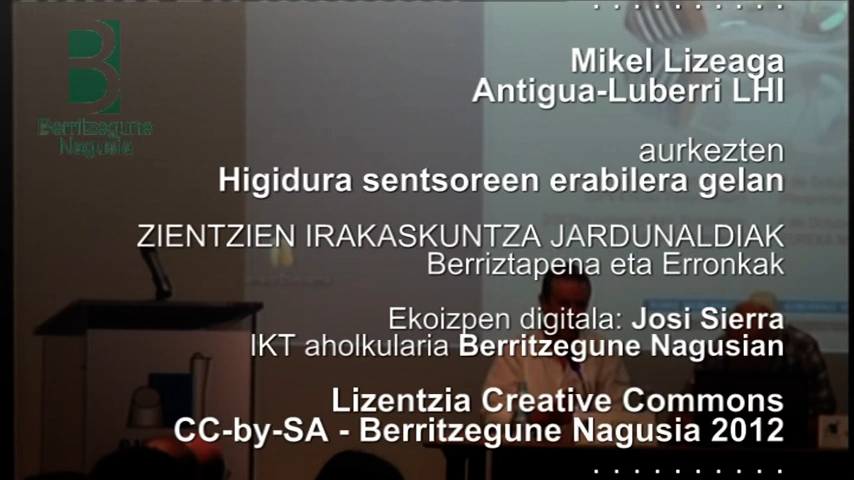 Berritzegune
Nagusia
Mikel Lizeaga
Antigua-Luberri LHI
aurkezten
Higidura sentsoreen erabilera gelan
ZIENTZIEN IRAKASKUNTZA JARDUNALDIAK
Berriztapena eta Erronkak
Ekoizpen digitala: Josi Sierra
IKT aholkularia Berritzegune Nagusian
Lizentzia Creative Commons
CC-by-SA - Berritzegune Nagusia 2012